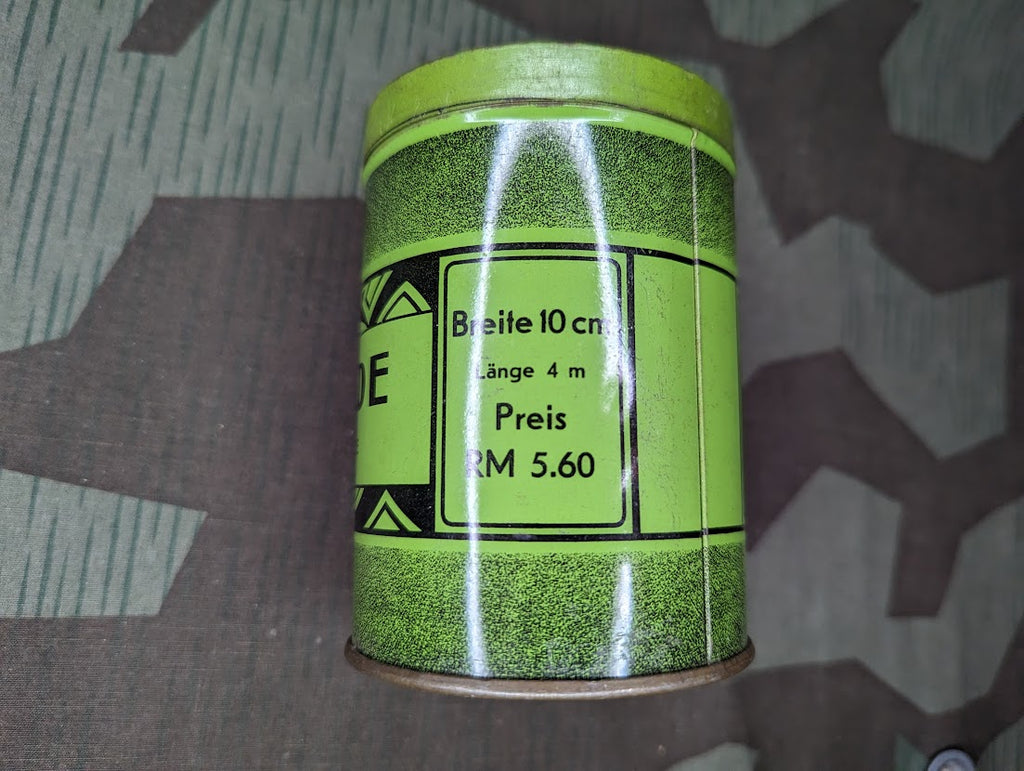 DE
Breite 10 cm
Länge 4 m
Preis
RM 5.60